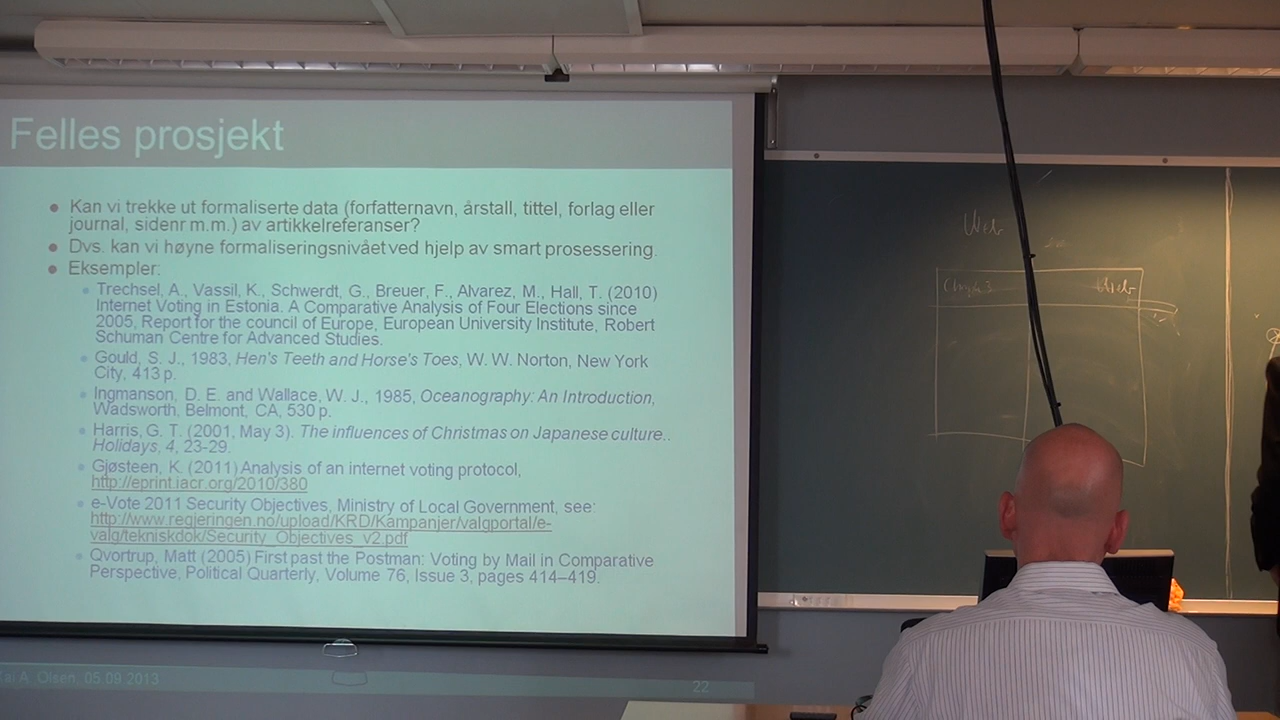 Felles prosjekt
Kan vi trekke ut formaliserte data (forfatternavn, årstall, tittel, forlag eller
journal, sidenr m.m.) av artikkelreferanser?
Dvs. kan vi høyne formaliseringsnivået ved hjelp av smart prosessering.
Eksempler:
Trechsel, A., Vassil, K., Schwerdt, G., Breuer, F., Alvarez, M., Hall, T. (2010)
Internet Voting in Estonia. A Comparative Analysis of Four Elections since
2005, Report for the council of Europe, European University Institute, Robert
Schuman Centre for Advanced Studies.
Gould, S. J., 1983, Hen's Teeth and Horse's Toes, W. W. Norton, New York
City, 413 p.
Ingmanson, D. E. and Wallace, W. J., 1985, Oceanography: An Introduction,
Wadsworth, Belmont, CA, 530 p.
Harris, G. T. (2001, May 3). The influences of Christmas on Japanese culture..
Holidays, 4, 23-29.
Gjøsteen, K. (2011) Analysis of an internet voting protocol,
http://eprint.iacr.org/2010/380
e-Vote 2011 Security Objectives, Ministry of Local Government, see:
http://www.regjeringen.no/upload/KRD/Kampanjer/valgportal/e-
valg/tekniskdok/Security_Objectives_v2.pdf
Qvortrup, Matt (2005) First past the Postman: Voting by Mail in Comparative
Perspective, Political Quarterly, Volume 76, Issue 3, pages 414–419.
Kai A. Olsen, 05.09.2013
22
Web